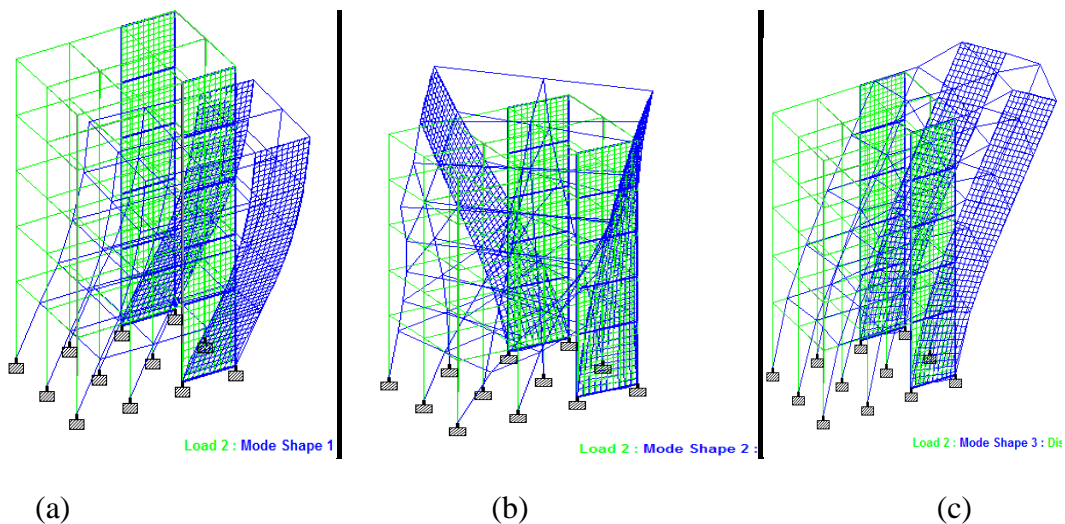 Load 2 : Mode Shape 1
Load 2 : Mode Shape 2 :
Load 2 : Mode Shape 3 : Dis
(a)
(b)
(c)